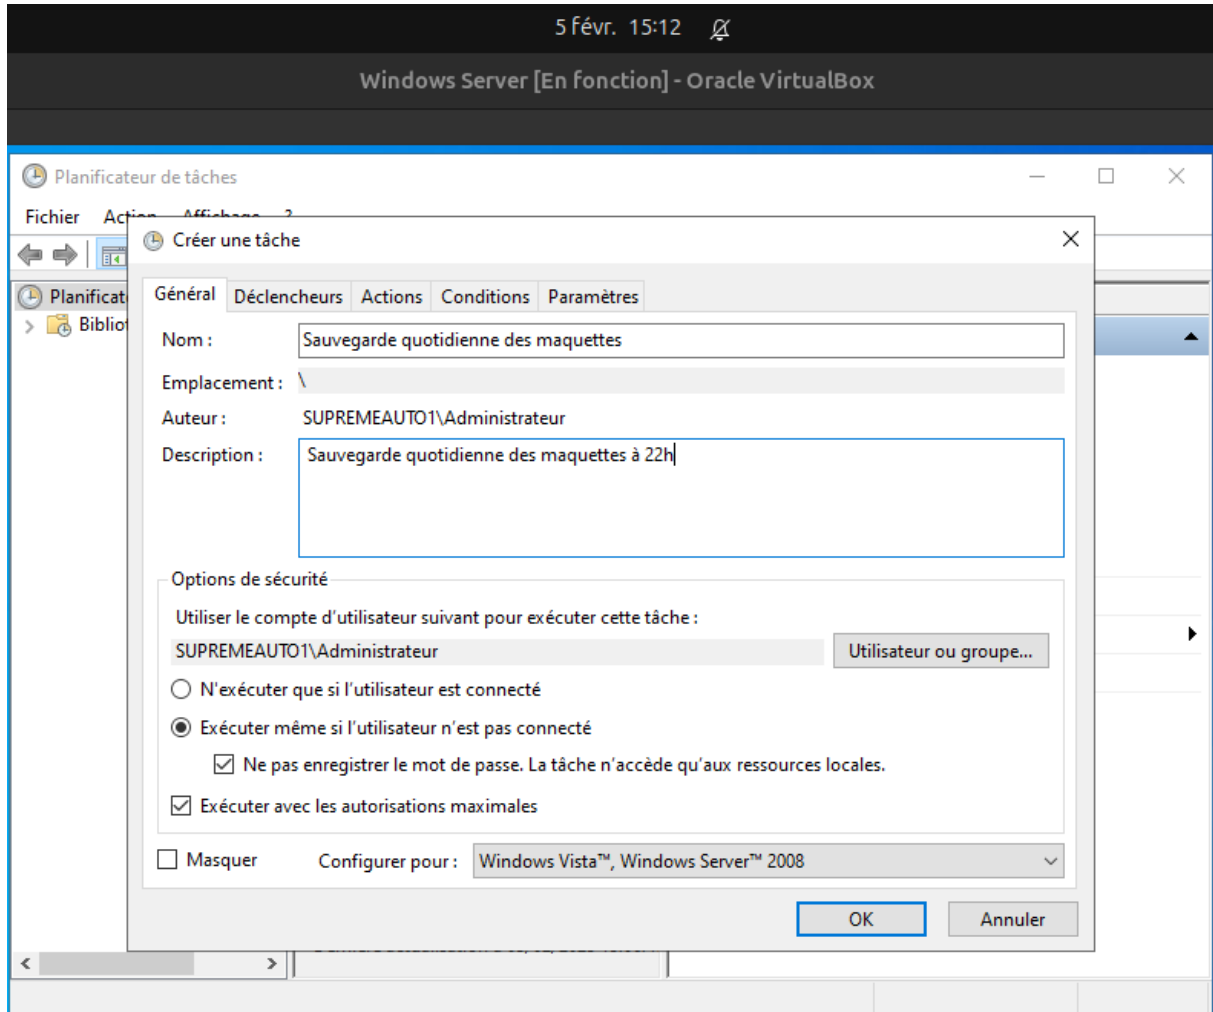 5 févr. 15:12
Windows Server [En fonction] - Oracle VirtualBox
Planificateur de tâches
Fichier Action Affichage ?
Créer une tâche
Planificat
Général Déclencheurs Actions Conditions Paramètres
Bibliot
Nom : Sauvegarde quotidienne des maquettes
Emplacement : \
Auteur : SUPREMEAUTO1\Administrateur
Description : Sauvegarde quotidienne des maquettes à 22h
Options de sécurité
Utiliser le compte d'utilisateur suivant pour exécuter cette tâche :
SUPREMEAUTO1\Administrateur Utilisateur ou groupe...
N'exécuter que si l'utilisateur est connecté
Exécuter même si l'utilisateur n'est pas connecté
Ne pas enregistrer le mot de passe. La tâche n'accède qu'aux ressources locales.
Exécuter avec les autorisations maximales
Masquer Configurer pour : Windows Vista™, Windows Server™ 2008
OK Annuler